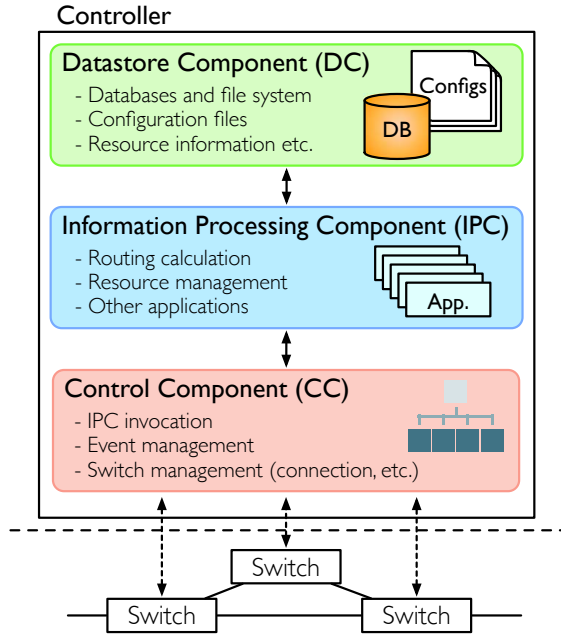 Controller
Datastore Component (DC)
- Databases and file system
- Configuration files
- Resource information etc.
Configs
DB
Information Processing Component (IPC)
- Routing calculation
- Resource management
- Other applications
App.
Control Component (CC)
- IPC invocation
- Event management
- Switch management (connection, etc.)
Switch
Switch
Switch